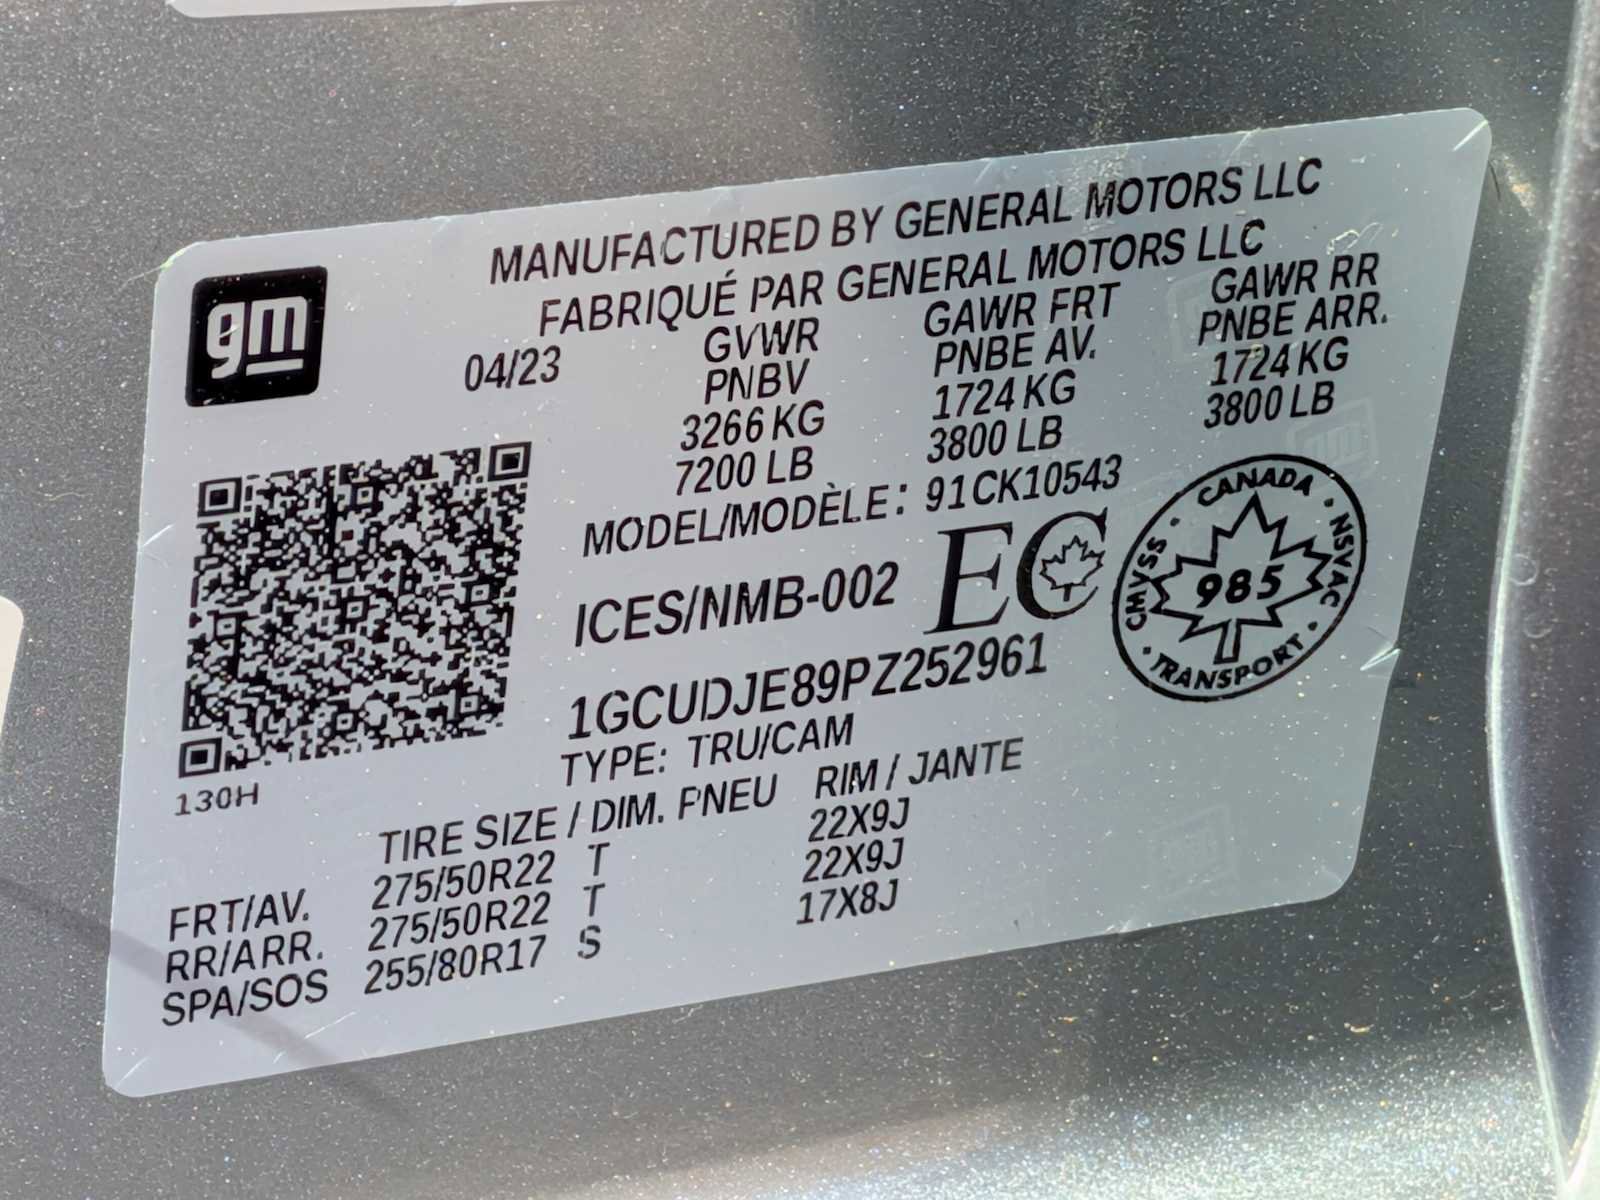 gm
MANUFACTURED BY GENERAL MOTORS LLC
FABRIQUÉ PAR GENERAL MOTORS LLC
04/23
GVWR
PNBV
3266 KG
7200 LB
GAWR FRT
PNBE AV.
1724 KG
3800 LB
GAWR RR
PNBE ARR.
1724 KG
3800 LB
MODEL/MODÈLE: 91CK10543
ICES/NMB-002 EC
CANADA · NSVAC · TRANSPORT · CMVSS ·
985
1GCUDJE89PZ252961
TYPE: TRU/CAM
130H
TIRE SIZE / DIM. PNEU RIM / JANTE
FRT/AV. 275/50R22 T 22X9J
RR/ARR. 275/50R22 T 22X9J
SPA/SOS 255/80R17 S 17X8J